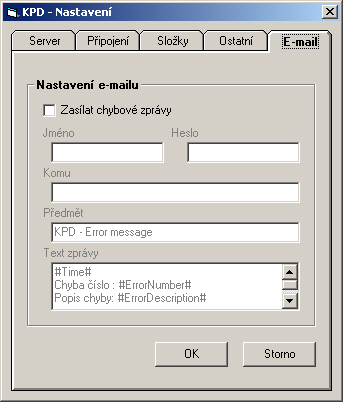 KPD - Nastavení
Server Připojení Složky Ostatní E-mail
Nastavení e-mailu
Zasílat chybové zprávy
Jméno Heslo
Komu
Předmět
KPD - Error message
Text zprávy
#Time#
Chyba číslo : #ErrorNumber#
Popis chyby: #ErrorDescription#
OK Storno